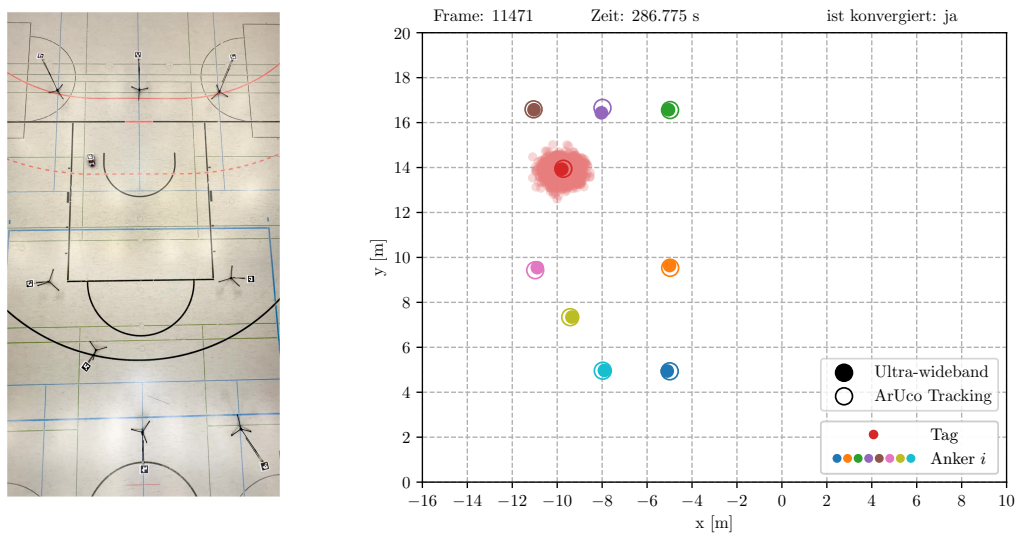 Frame: 11471 Zeit: 286.775 s ist konvergiert: ja
20
18
16
14
12
10
8
6
4
2
0
y [m]
−16 −14 −12 −10 −8 −6 −4 −2 0 2 4 6 8 10
x [m]
Ultra-wideband
ArUco Tracking
Tag
Anker i